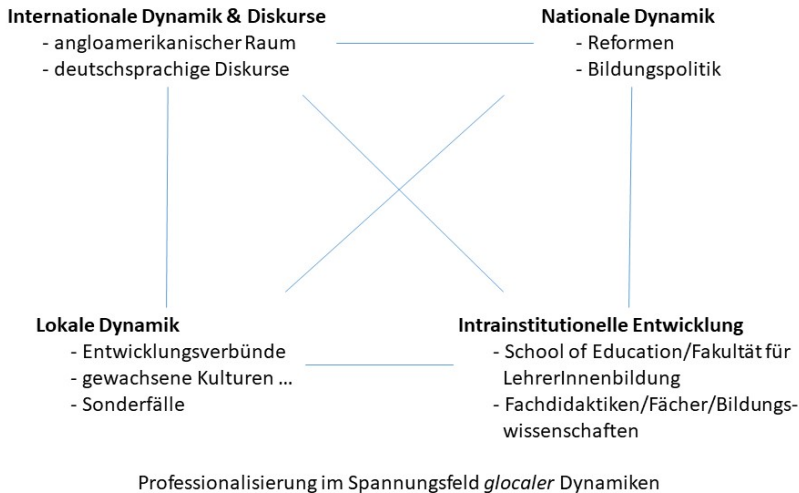 Internationale Dynamik & Diskurse
- angloamerikanischer Raum
- deutschsprachige Diskurse
Nationale Dynamik
- Reformen
- Bildungspolitik
Lokale Dynamik
- Entwicklungsverbünde
- gewachsene Kulturen ...
- Sonderfälle
Intrainstitutionelle Entwicklung
- School of Education/Fakultät für
LehrerInnenbildung
- Fachdidaktiken/Fächer/Bildungs-
wissenschaften
Professionalisierung im Spannungsfeld glocaler Dynamiken